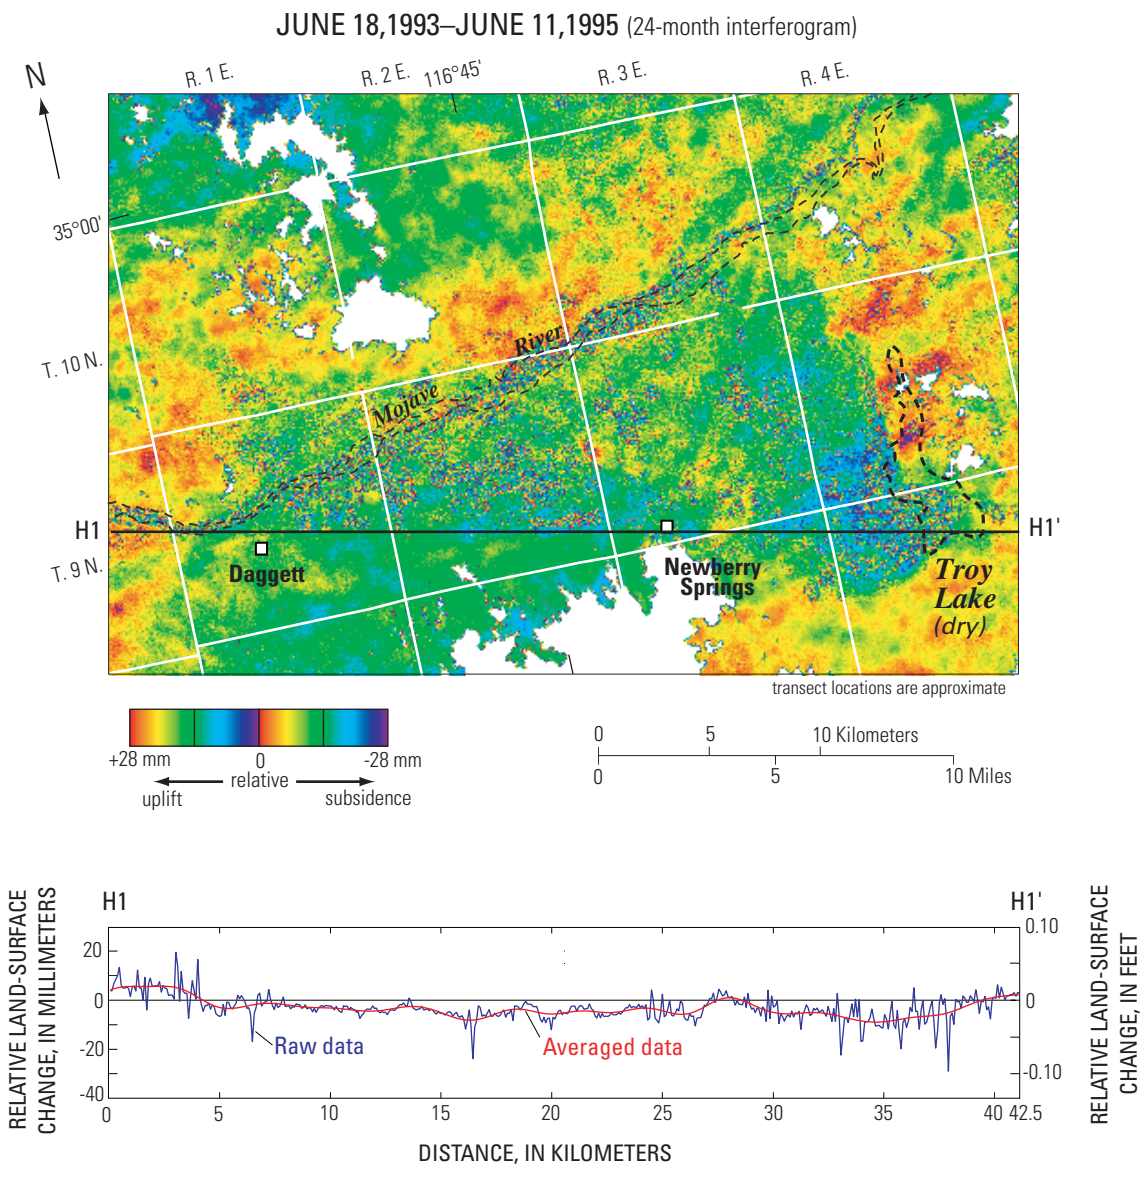 JUNE 18,1993–JUNE 11,1995 (24-month interferogram)
N
R. 1 E.
R. 2 E.
116°45'
R. 3 E.
R. 4 E.
35°00'
T. 10 N.
River
Mojave
H1
H1'
T. 9 N.
Daggett
Newberry
Springs
Troy
Lake
(dry)
transect locations are approximate
+28 mm
0
-28 mm
relative
uplift
subsidence
0
5
10 Kilometers
0
5
10 Miles
H1
H1'
RELATIVE LAND-SURFACE
CHANGE, IN MILLIMETERS
20
0
-20
-40
0.10
0
-0.10
RELATIVE LAND-SURFACE
CHANGE, IN FEET
Raw data
Averaged data
0
5
10
15
20
25
30
35
40
42.5
DISTANCE, IN KILOMETERS